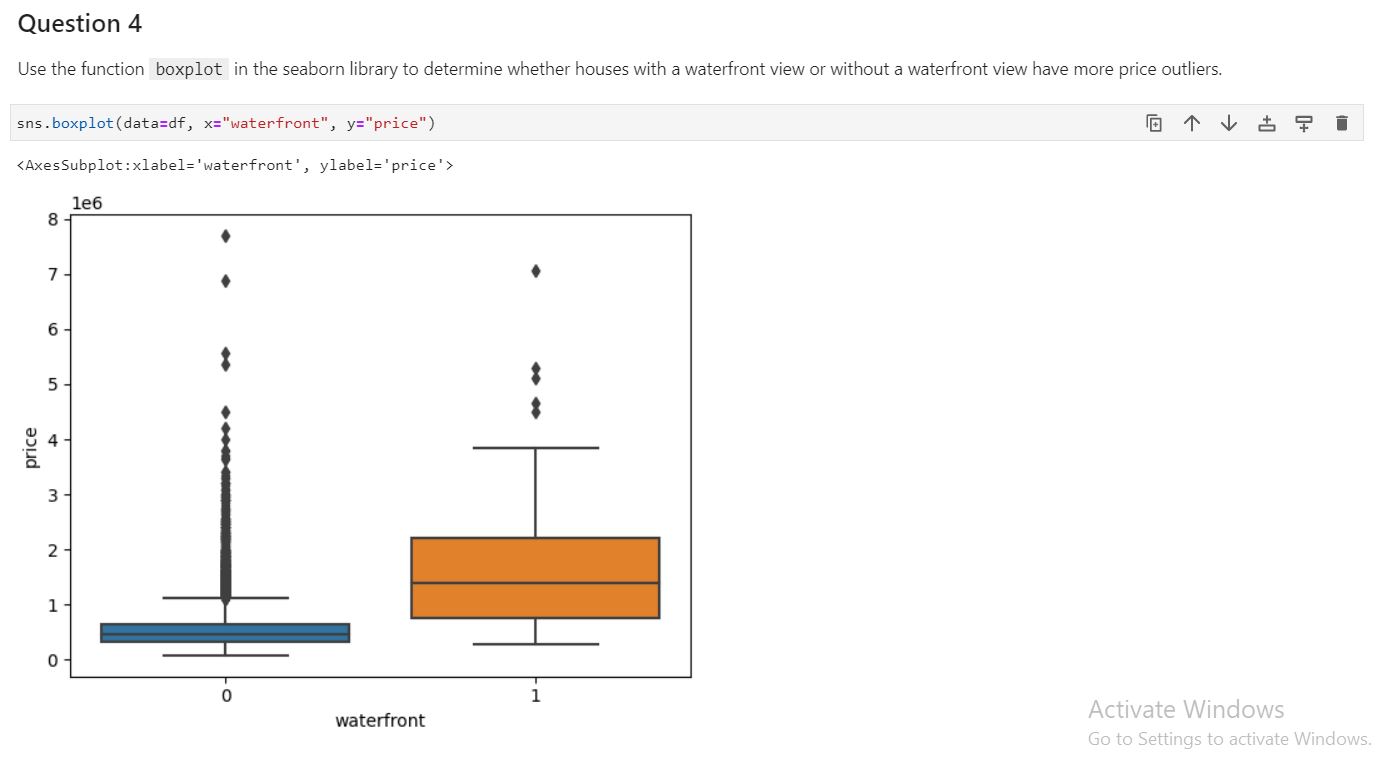 Question 4
Use the function boxplot in the seaborn library to determine whether houses with a waterfront view or without a waterfront view have more price outliers.
sns.boxplot(data=df, x="waterfront", y="price")
<AxesSubplot:xlabel='waterfront', ylabel='price'>
1e6
8
7
6
5
4
3
2
1
0
price
0 1
waterfront
Activate Windows
Go to Settings to activate Windows.